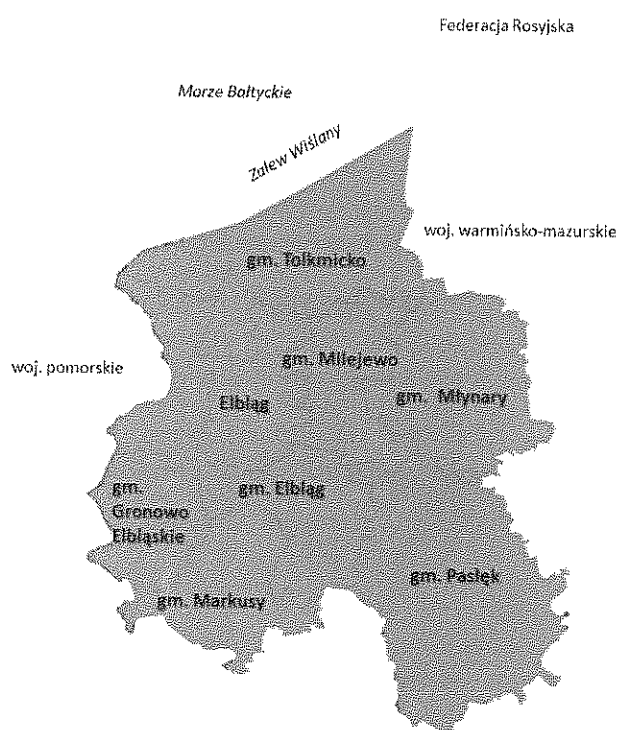 Federacja Rosyjska
Morze Bałtyckie
Zalew Wiślany
woj. warmińsko-mazurskie
gm. Tolkmicko
gm. Milejewo
woj. pomorskie
gm. Młynary
Elbląg
gm. Elbląg
gm.
Gronowo
Elbląskie
gm. Pasłęk
gm. Markusy